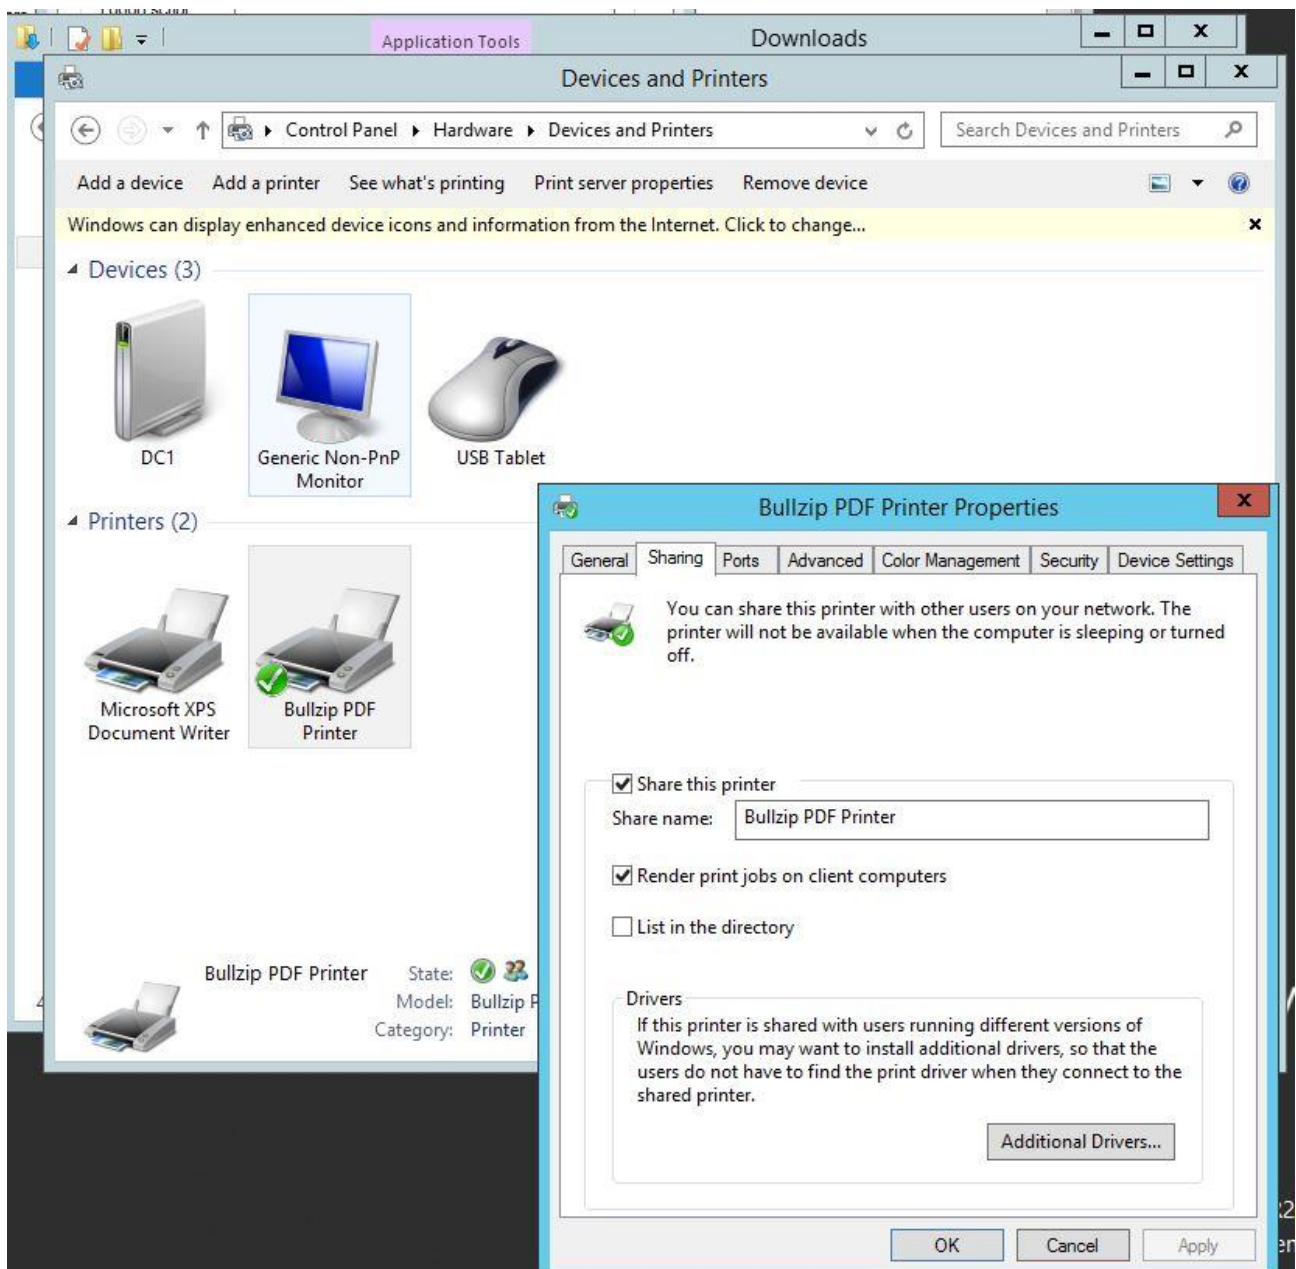 Application Tools
Downloads
Devices and Printers
Control Panel Hardware Devices and Printers
Search Devices and Printers
Add a device
Add a printer
See what's printing
Print server properties
Remove device
Windows can display enhanced device icons and information from the Internet. Click to change...
Devices (3)
DC1
Generic Non-PnP
Monitor
USB Tablet
Printers (2)
Microsoft XPS
Document Writer
Bullzip PDF
Printer
Bullzip PDF Printer
State:
Model: Bullzip P
Category: Printer
Bullzip PDF Printer Properties
General
Sharing
Ports
Advanced
Color Management
Security
Device Settings
You can share this printer with other users on your network. The
printer will not be available when the computer is sleeping or turned
off.
Share this printer
Share name: Bullzip PDF Printer
Render print jobs on client computers
List in the directory
Drivers
If this printer is shared with users running different versions of
Windows, you may want to install additional drivers, so that the
users do not have to find the print driver when they connect to the
shared printer.
Additional Drivers...
OK
Cancel
Apply